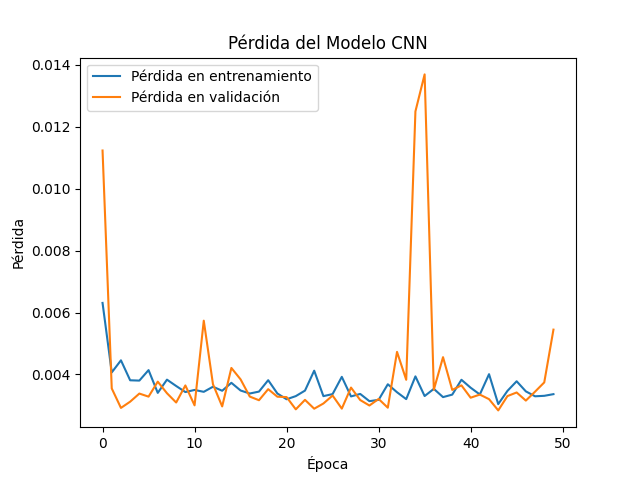 Pérdida del Modelo CNN
Pérdida en entrenamiento
Pérdida en validación
Pérdida
0.014
0.012
0.010
0.008
0.006
0.004
0 10 20 30 40 50
Época